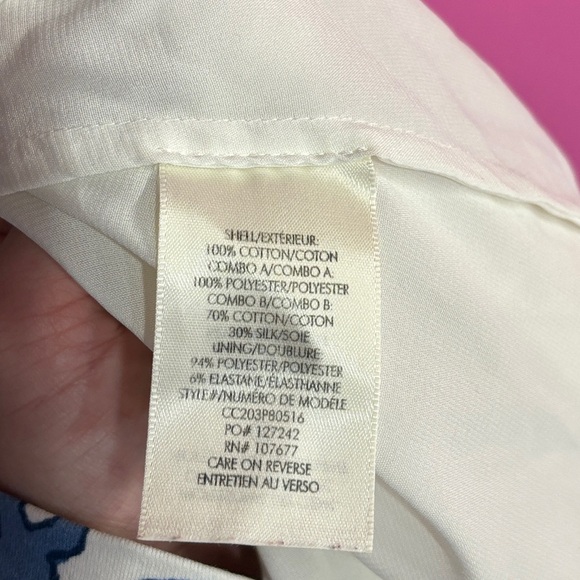 SHELL/EXTÉRIEUR:
100% COTTON/COTON
COMBO A/COMBO A:
100% POLYESTER/POLYESTER
COMBO B/COMBO B:
70% COTTON/COTON
30% SILK/SOIE
LINING/DOUBLURE
94% POLYESTER/POLYESTER
6% ELASTANE/ÉLASTHANNE
STYLE#/NUMÉRO DE MODÈLE
CC203P80516
PO# 127242
RN# 107677
CARE ON REVERSE
ENTRETIEN AU VERSO